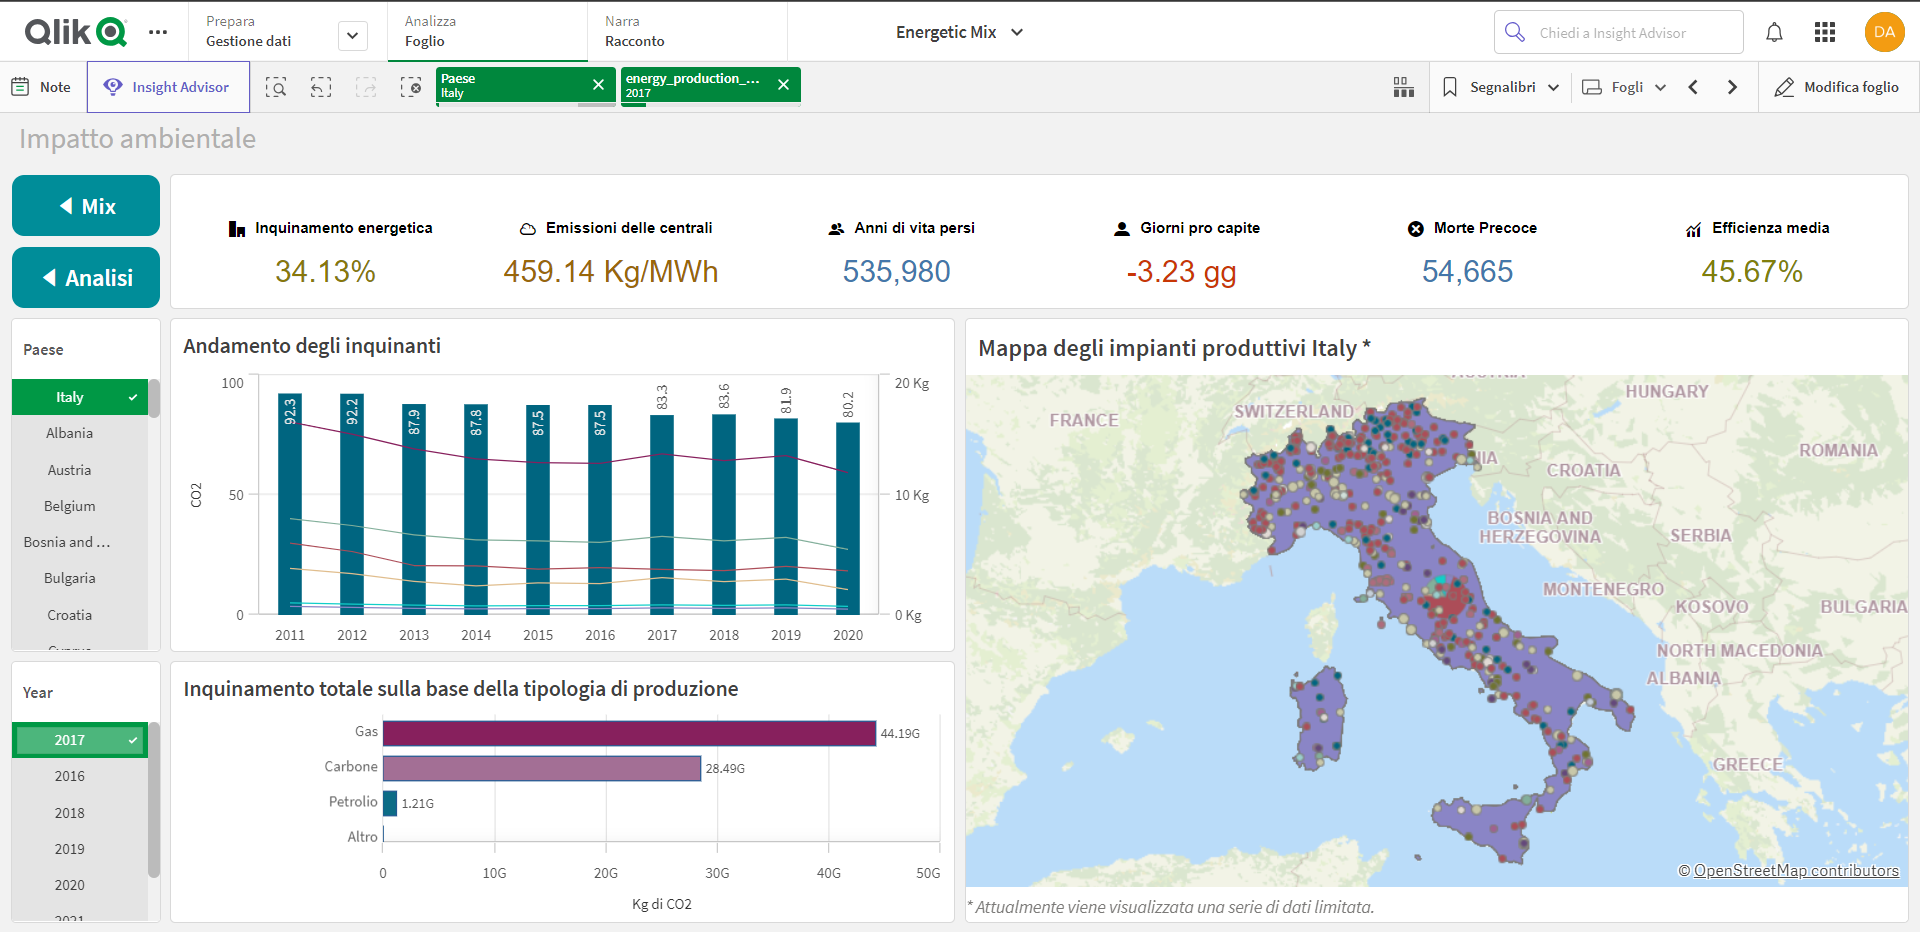 Qlik
Prepara
Gestione dati
Analizza
Foglio
Narra
Racconto
Energetic Mix
Chiedi a Insight Advisor
DA
Note
Insight Advisor
Paese
Italy
energy_production_...
2017
Segnalibri
Fogli
Modifica foglio
Impatto ambientale
Mix
Analisi
Inquinamento energetica
34.13%
Emissioni delle centrali
459.14 Kg/MWh
Anni di vita persi
535,980
Giorni pro capite
-3.23 gg
Morte Precoce
54,665
Efficienza media
45.67%
Paese
Italy
Albania
Austria
Belgium
Bosnia and ...
Bulgaria
Croatia
Cyprus
Year
2017
2016
2018
2019
2020
2021
Andamento degli inquinanti
100
50
0
CO2
92.3
92.2
87.9
87.8
87.5
87.5
83.3
83.6
81.9
80.2
20 Kg
10 Kg
0 Kg
2011 2012 2013 2014 2015 2016 2017 2018 2019 2020
Inquinamento totale sulla base della tipologia di produzione
Gas 44.19G
Carbone 28.49G
Petrolio 1.21G
Altro
0 10G 20G 30G 40G 50G
Kg di CO2
Mappa degli impianti produttivi Italy *
AUSTRIA
HUNGARY
SWITZERLAND
FRANCE
ROMANIA
CROATIA
BOSNIA AND
HERZEGOVINA
SERBIA
MONTENEGRO
KOSOVO
BULGARIA
NORTH MACEDONIA
ALBANIA
GREECE
© OpenStreetMap contributors
* Attualmente viene visualizzata una serie di dati limitata.